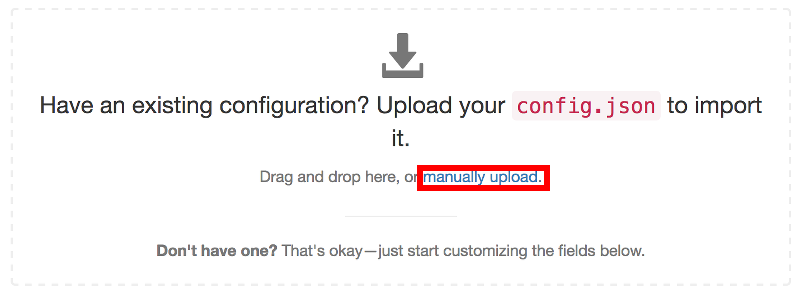 Have an existing configuration? Upload your config.json to import
it.
Drag and drop here, or manually upload.
Don't have one? That's okay—just start customizing the fields below.